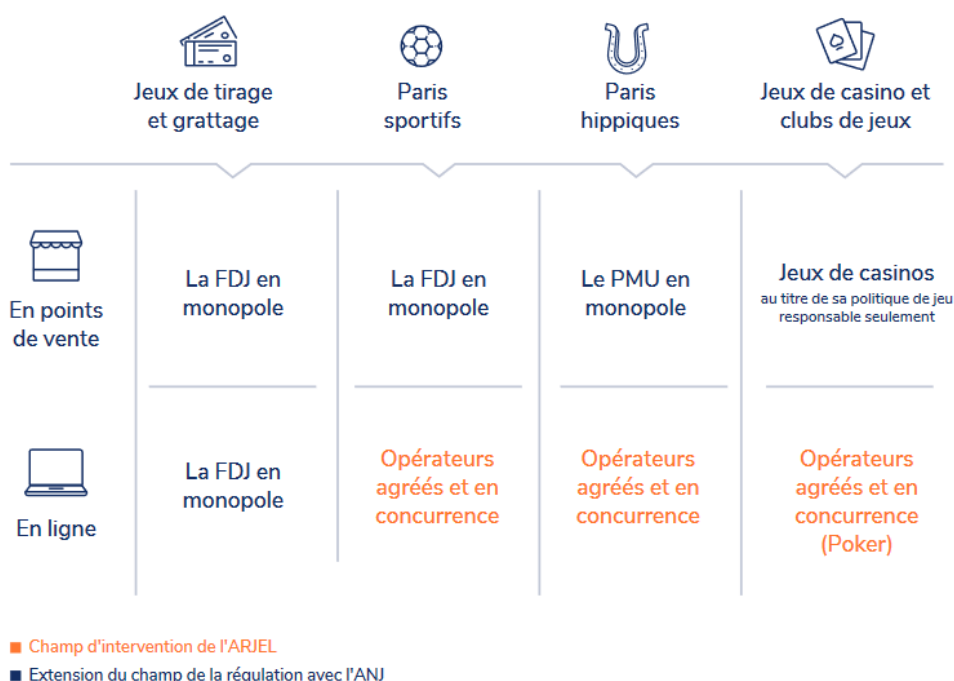 Jeux de tirage
et grattage
Paris
sportifs
Paris
hippiques
Jeux de casino et
clubs de jeux
En points
de vente
La FDJ en
monopole
La FDJ en
monopole
Le PMU en
monopole
Jeux de casinos
au titre de sa politique de jeu
responsable seulement
En ligne
La FDJ en
monopole
Opérateurs
agréés et en
concurrence
Opérateurs
agréés et en
concurrence
Opérateurs
agréés et en
concurrence
(Poker)
Champ d'intervention de l'ARJEL
Extension du champ de la régulation avec l'ANJ